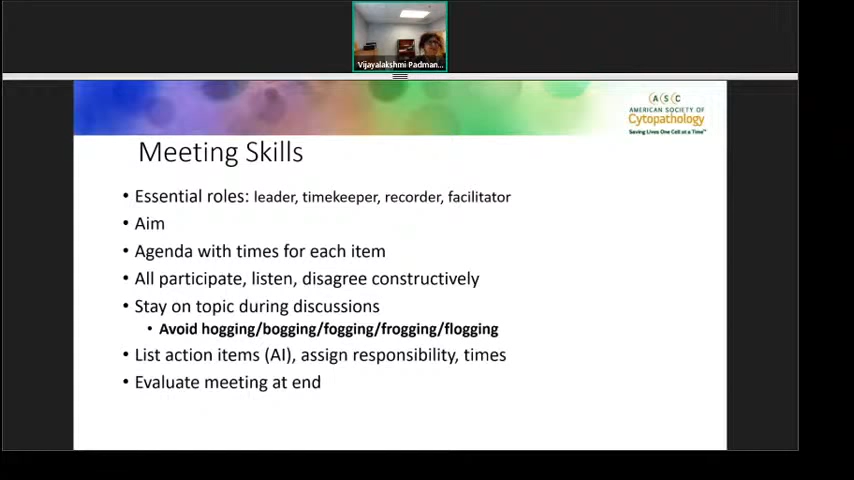 Vijayalakshmi Padman...
A S C
AMERICAN SOCIETY OF
Cytopathology
Saving Lives One Cell at a Time™
Meeting Skills
• Essential roles: leader, timekeeper, recorder, facilitator
• Aim
• Agenda with times for each item
• All participate, listen, disagree constructively
• Stay on topic during discussions
• Avoid hogging/bogging/fogging/frogging/flogging
• List action items (AI), assign responsibility, times
• Evaluate meeting at end